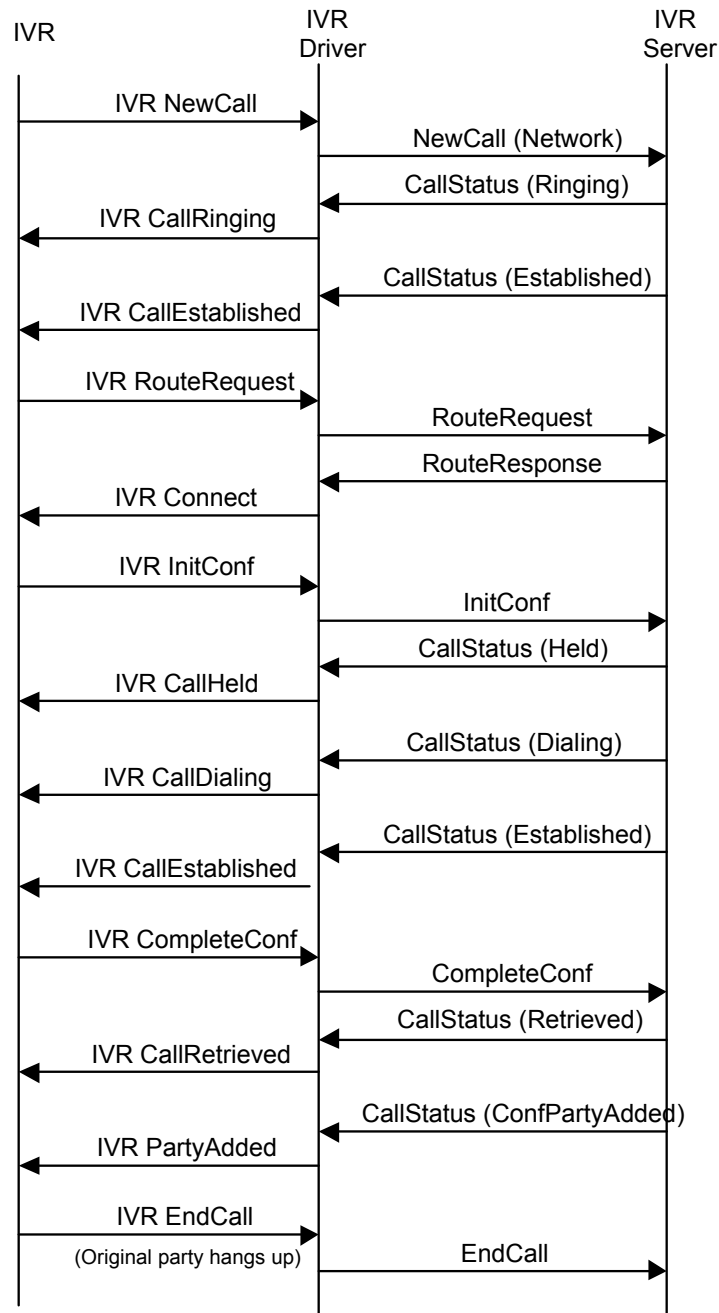 IVR
IVR
Driver
IVR
Server
IVR NewCall
NewCall (Network)
CallStatus (Ringing)
IVR CallRinging
CallStatus (Established)
IVR CallEstablished
IVR RouteRequest
RouteRequest
RouteResponse
IVR Connect
IVR InitConf
InitConf
CallStatus (Held)
IVR CallHeld
CallStatus (Dialing)
IVR CallDialing
CallStatus (Established)
IVR CallEstablished
IVR CompleteConf
CompleteConf
CallStatus (Retrieved)
IVR CallRetrieved
CallStatus (ConfPartyAdded)
IVR PartyAdded
IVR EndCall
(Original party hangs up)
EndCall